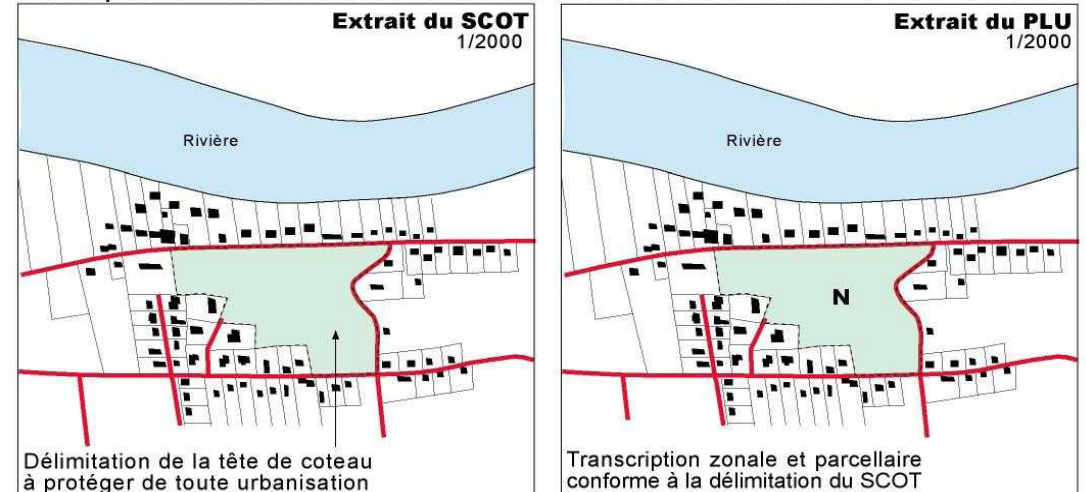 Extrait du SCOT
1/2000
Rivière
Délimitation de la tête de coteau
à protéger de toute urbanisation
Extrait du PLU
1/2000
Rivière
N
Transcription zonale et parcellaire
conforme à la délimitation du SCOT